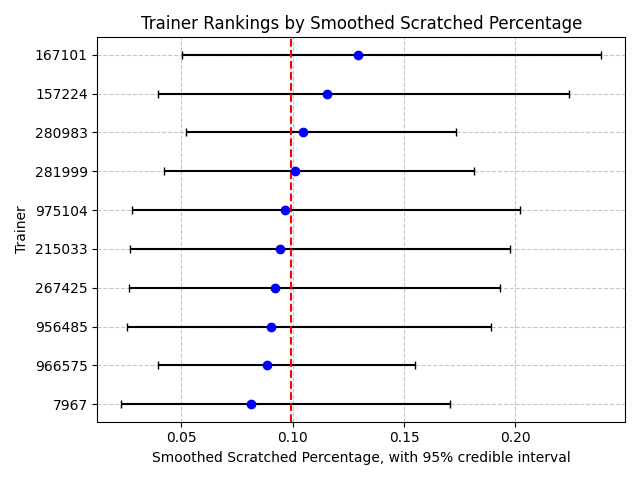 Trainer Rankings by Smoothed Scratched Percentage
167101
157224
280983
281999
975104
215033
267425
956485
966575
7967
Trainer
0.05 0.10 0.15 0.20
Smoothed Scratched Percentage, with 95% credible interval